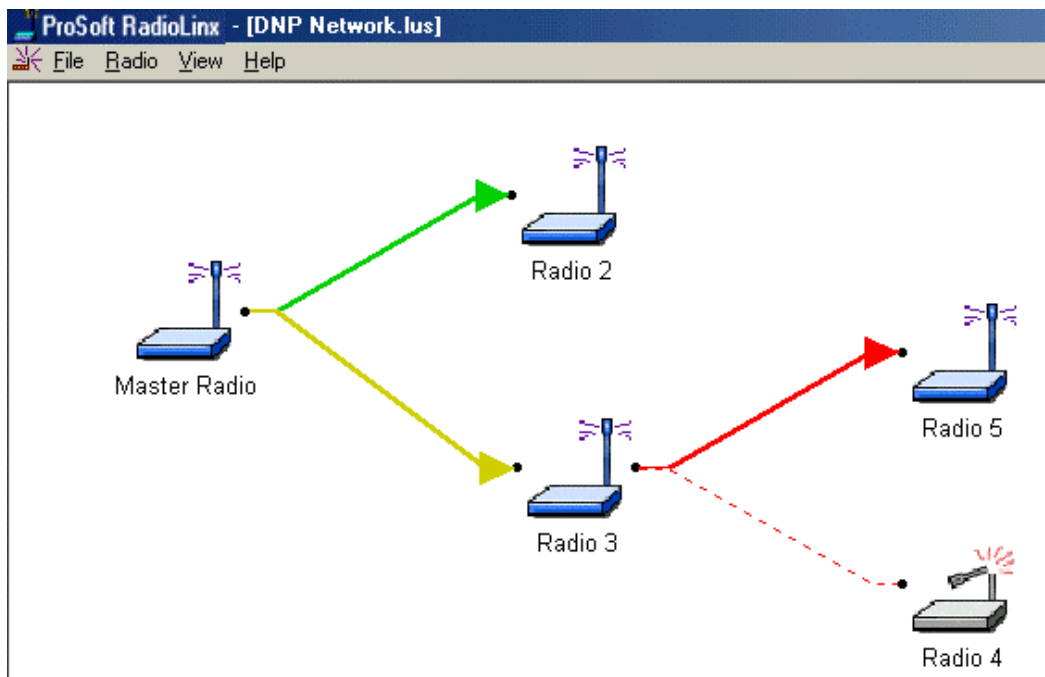 ProSoft RadioLinx - [DNP Network.lus]
File Radio View Help
Radio 2
Master Radio
Radio 5
Radio 3
Radio 4